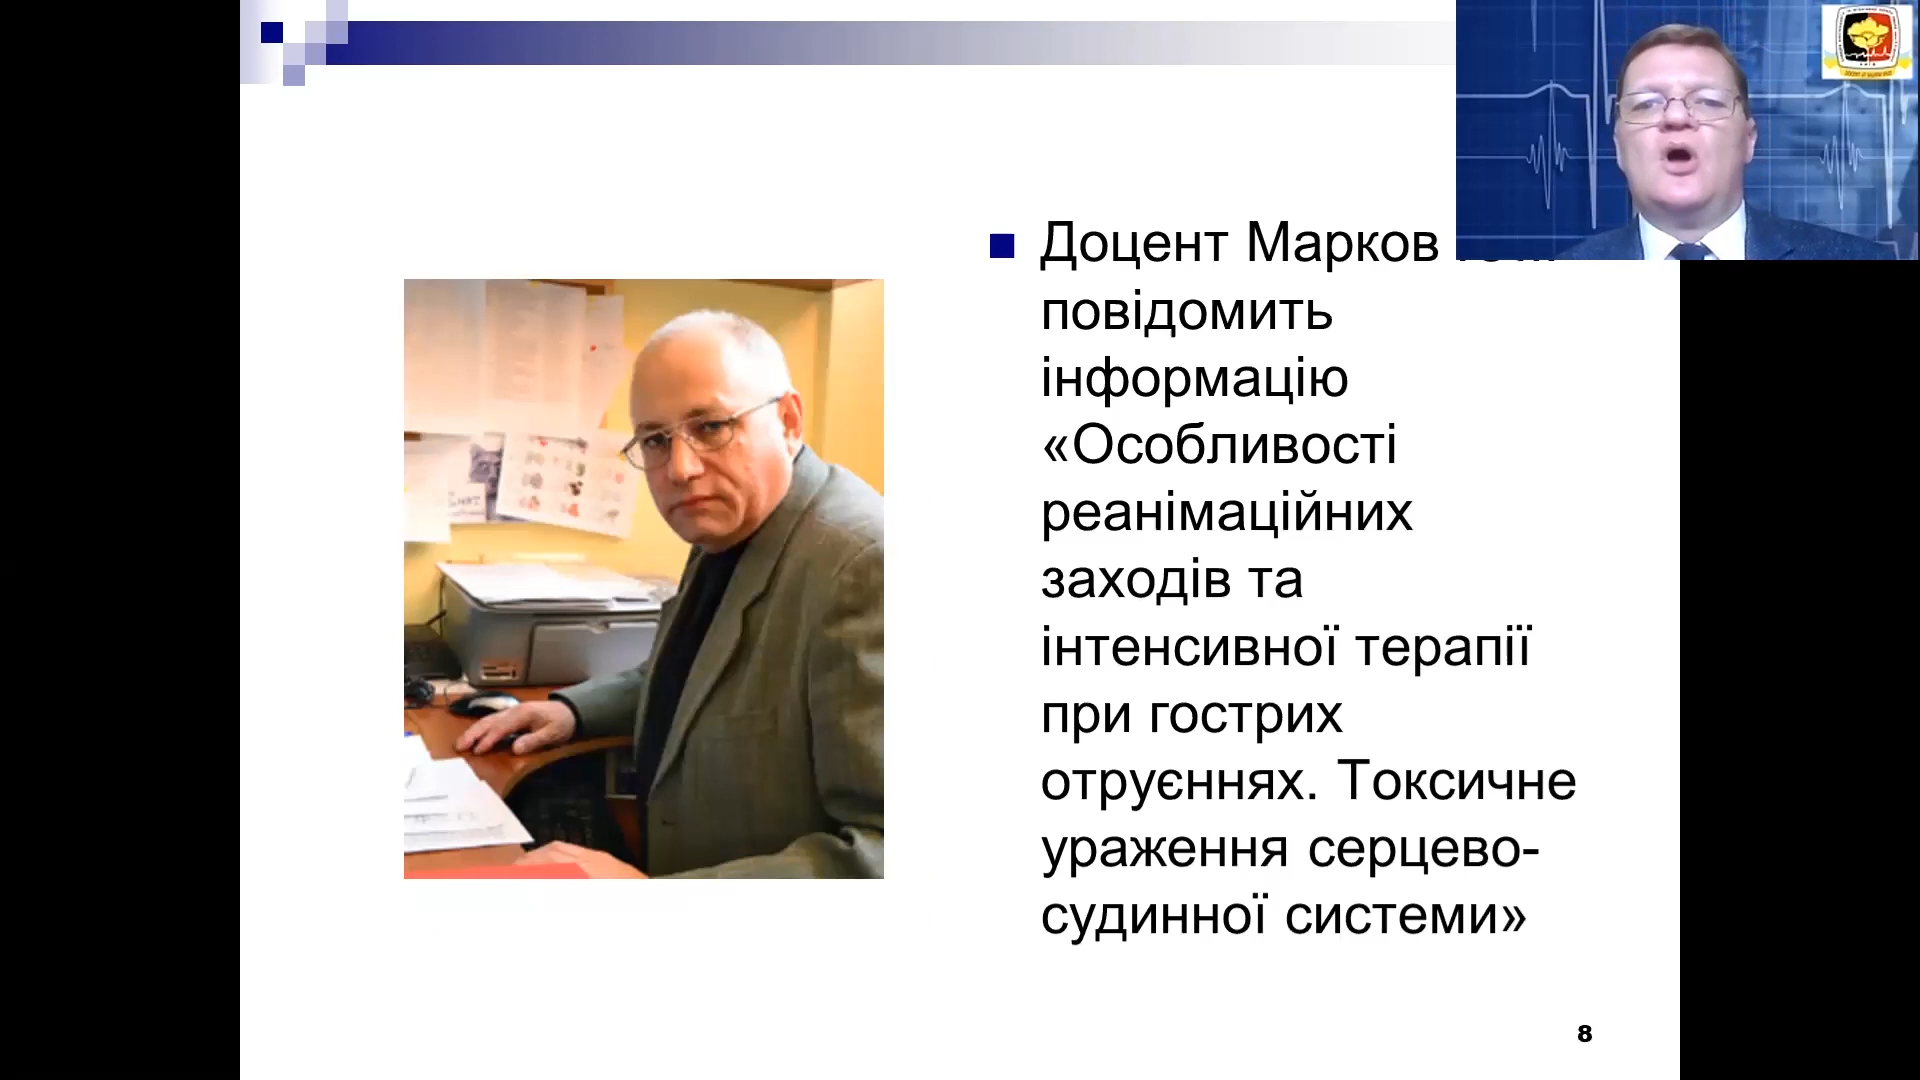 Доцент Марков
повідомить
інформацію
«Особливості
реанімаційних
заходів та
інтенсивної терапії
при гострих
отруєннях. Токсичне
ураження серцево-
судинної системи»
8